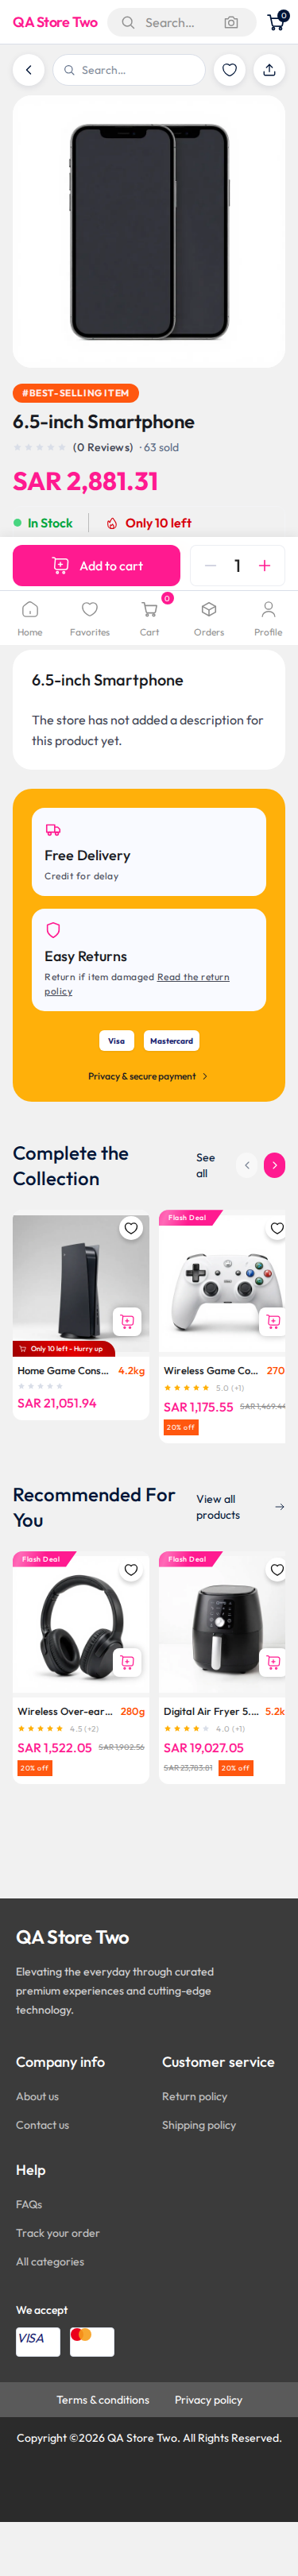 QA Store Two
Search...
0
Search...
#BEST-SELLING ITEM
6.5-inch Smartphone
(0 Reviews) · 63 sold
SAR 2,881.31
In Stock
Only 10 left
Add to cart
1
0
Home
Favorites
Cart
Orders
Profile
6.5-inch Smartphone
The store has not added a description for
this product yet.
Free Delivery
Credit for delay
Easy Returns
Return if item damaged Read the return
policy
Visa
Mastercard
Privacy & secure payment
Complete the
Collection
See
all
Only 10 left - Hurry up
Home Game Cons... 4.2kg
SAR 21,051.94
Flash Deal
Wireless Game Co... 270
5.0 (+1)
SAR 1,175.55 SAR 1,469.44
20% off
Recommended For
You
View all
products
Flash Deal
Wireless Over-ear... 280g
4.5 (+2)
SAR 1,522.05 SAR 1,902.56
20% off
Flash Deal
Digital Air Fryer 5.... 5.2k
4.0 (+1)
SAR 19,027.05
SAR 23,783.81 20% off
QA Store Two
Elevating the everyday through curated
premium experiences and cutting-edge
technology.
Company info
About us
Contact us
Customer service
Return policy
Shipping policy
Help
FAQs
Track your order
All categories
We accept
VISA
Terms & conditions
Privacy policy
Copyright ©2026 QA Store Two. All Rights Reserved.